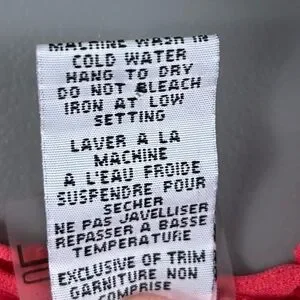 MACHINE WASH IN
COLD WATER
HANG TO DRY
DO NOT BLEACH
IRON AT LOW
SETTING
LAVER A LA
MACHINE
A L'EAU FROIDE
SUSPENDRE POUR
SECHER
NE PAS JAVELLISER
REPASSER A BASSE
TEMPERATURE
EXCLUSIVE OF TRIM
GARNITURE NON
COMPRISE